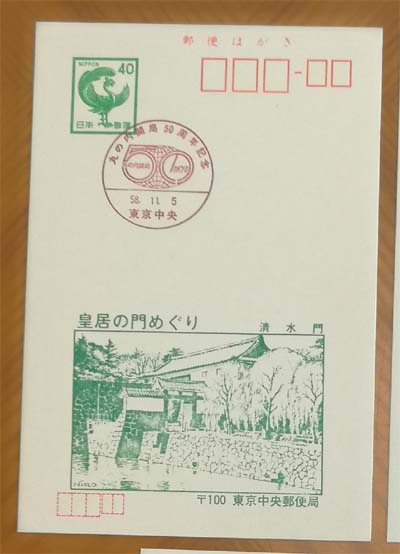 郵便はがき
NIPPON
40
日本郵便
丸の内開局50周年記念
50
58. 11. 5
東京中央
皇居の門めぐり
清水門
HIRO
〒100 東京中央郵便局